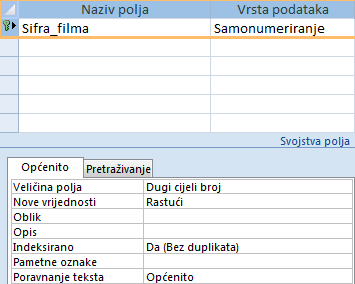 Naziv polja Vrsta podataka
Sifra_filma Samonumeriranje
Svojstva polja
Općenito Pretraživanje
Veličina polja Dugi cijeli broj
Nove vrijednosti Rastući
Oblik
Opis
Indeksirano Da (Bez duplikata)
Pametne oznake
Poravnanje teksta Općenito